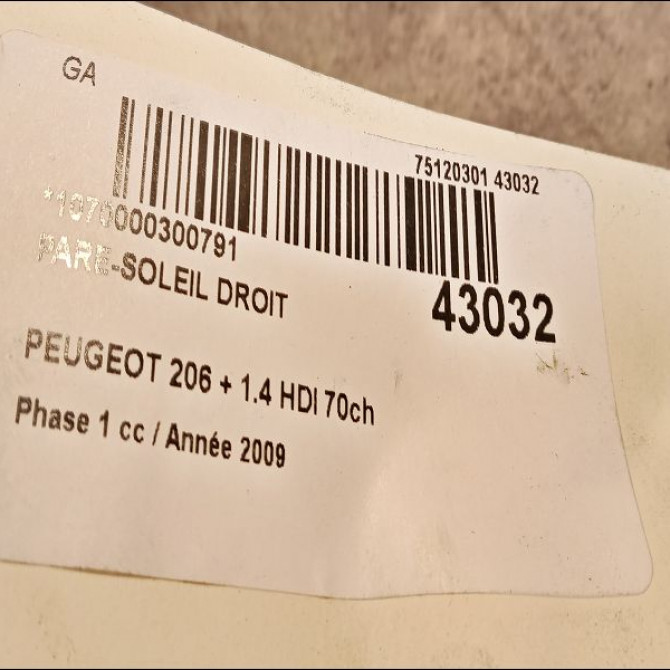 GA
75120301 43032
*1070000300791
43032
PARE-SOLEIL DROIT
PEUGEOT 206 + 1.4 HDI 70ch
Phase 1 cc / Année 2009